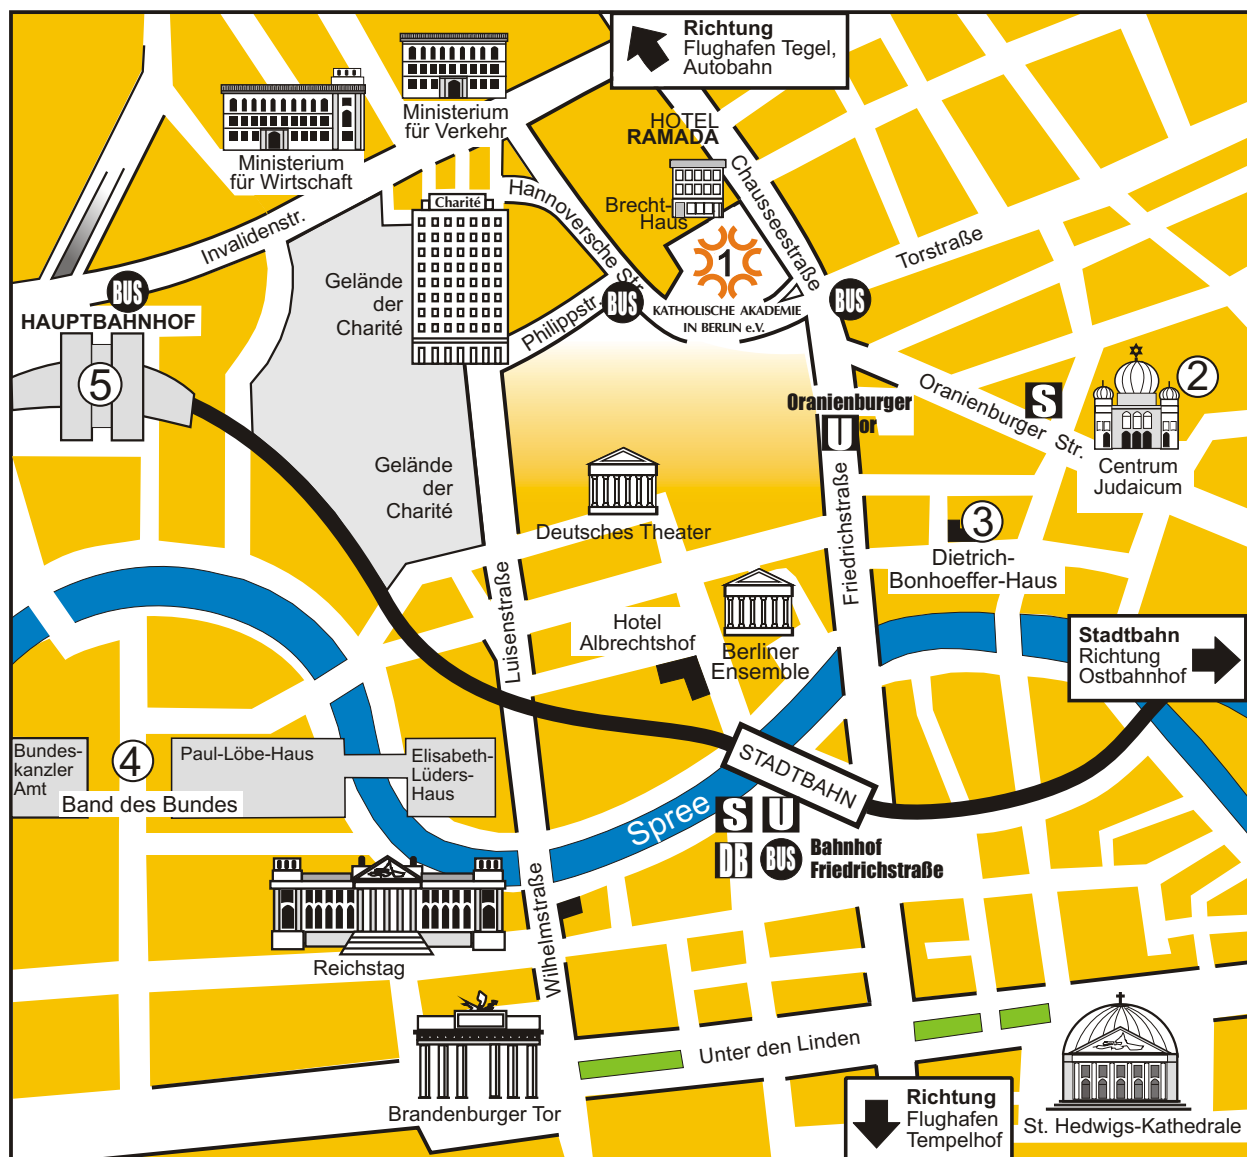 Richtung
Flughafen Tegel,
Autobahn
Ministerium
für Verkehr
Ministerium
für Wirtschaft
HOTEL
RAMADA
Brecht-
Haus
Chausseestraße
Torstraße
Hannoversche Str.
Invalidenstr.
Charité
Philippstr.
Gelände
der
Charité
1
KATHOLISCHE AKADEMIE
IN BERLIN e.V.
BUS
BUS
BUS
HAUPTBAHNHOF
5
Oranienburger
or
U
Oranienburger Str.
S
2
Centrum
Judaicum
Gelände
der
Charité
Deutsches Theater
Friedrichstraße
3
Dietrich-
Bonhoeffer-Haus
Luisenstraße
Hotel
Albrechtshof
Berliner
Ensemble
Stadtbahn
Richtung
Ostbahnhof
Bundes-
kanzler
Amt
4
Paul-Löbe-Haus
Elisabeth-
Lüders-
Haus
Band des Bundes
STADTBAHN
Spree
S U
DB BUS
Bahnhof
Friedrichstraße
Wilhelmstraße
Reichstag
Unter den Linden
Brandenburger Tor
Richtung
Flughafen
Tempelhof
St. Hedwigs-Kathedrale